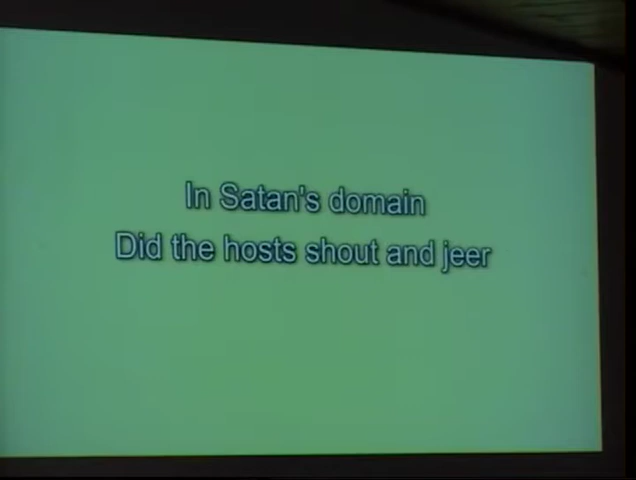 In Satan's domain
Did the hosts shout and jeer